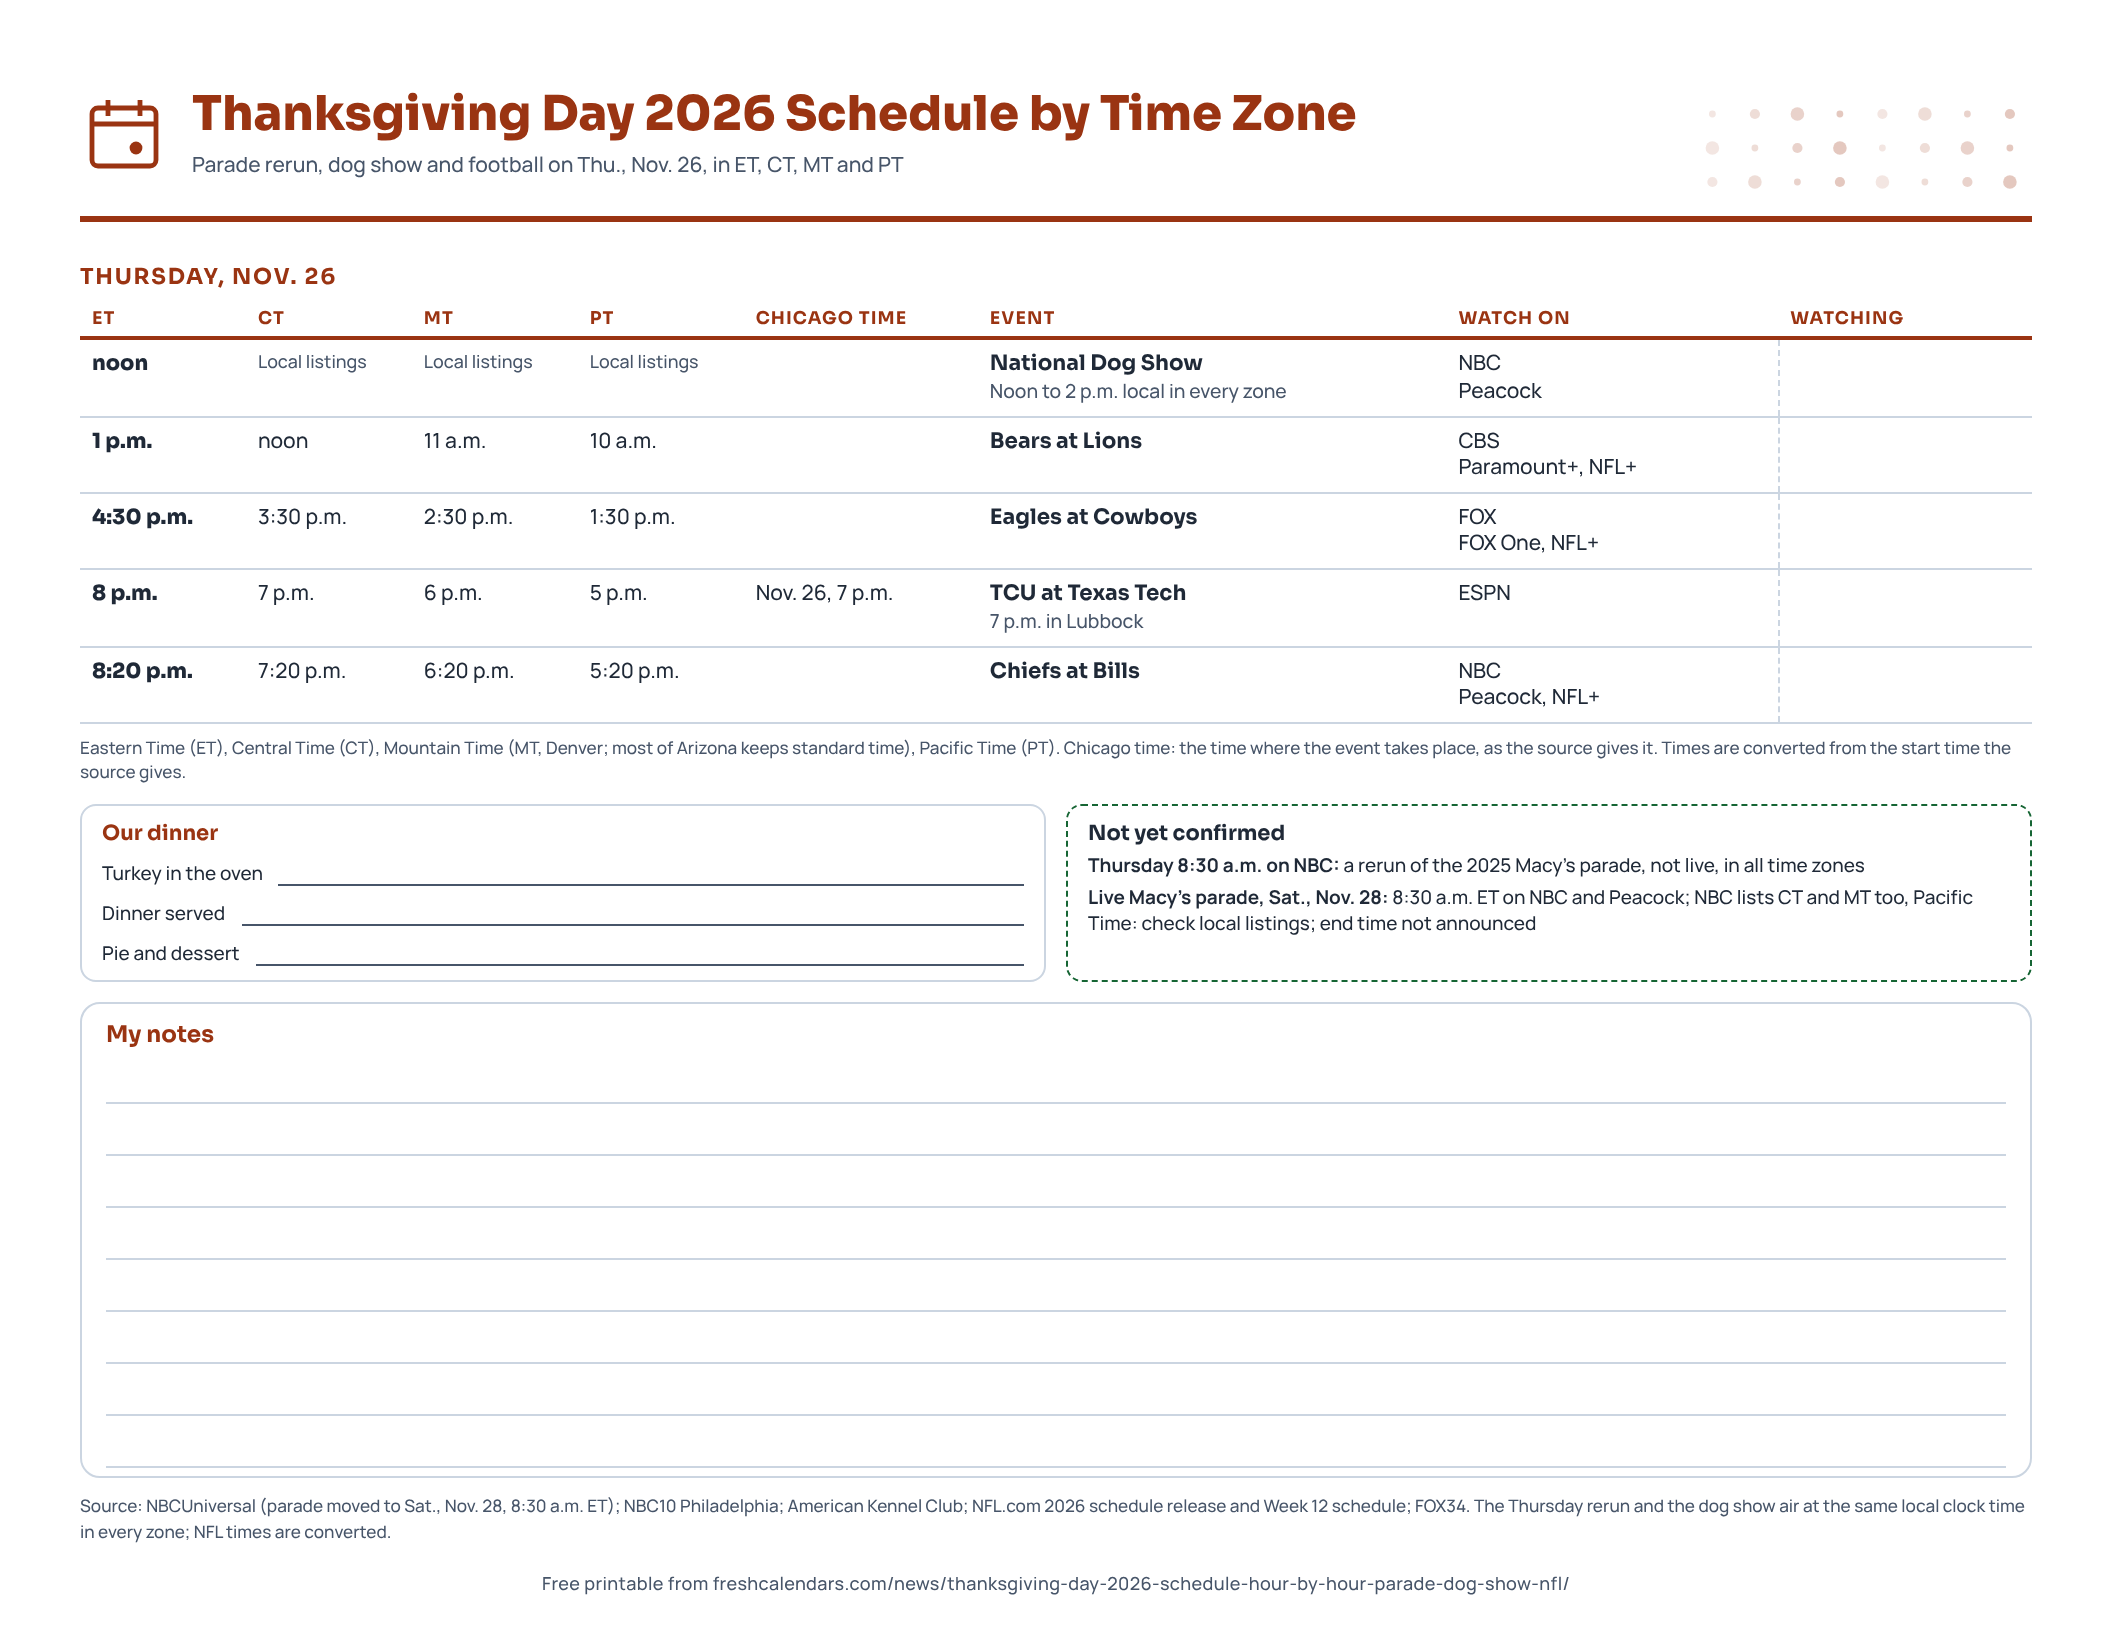 Thanksgiving Day 2026 Schedule by Time Zone
Parade rerun, dog show and football on Thu., Nov. 26, in ET, CT, MT and PT
THURSDAY, NOV. 26
ET CT MT PT CHICAGO TIME EVENT WATCH ON WATCHING
noon Local listings Local listings Local listings National Dog Show NBC
Noon to 2 p.m. local in every zone Peacock
1 p.m. noon 11 a.m. 10 a.m. Bears at Lions CBS
Paramount+, NFL+
4:30 p.m. 3:30 p.m. 2:30 p.m. 1:30 p.m. Eagles at Cowboys FOX
FOX One, NFL+
8 p.m. 7 p.m. 6 p.m. 5 p.m. Nov. 26, 7 p.m. TCU at Texas Tech ESPN
7 p.m. in Lubbock
8:20 p.m. 7:20 p.m. 6:20 p.m. 5:20 p.m. Chiefs at Bills NBC
Peacock, NFL+
Eastern Time (ET), Central Time (CT), Mountain Time (MT, Denver; most of Arizona keeps standard time), Pacific Time (PT). Chicago time: the time where the event takes place, as the source gives it. Times are converted from the start time the
source gives.
Our dinner
Turkey in the oven
Dinner served
Pie and dessert
Not yet confirmed
Thursday 8:30 a.m. on NBC: a rerun of the 2025 Macy's parade, not live, in all time zones
Live Macy's parade, Sat., Nov. 28: 8:30 a.m. ET on NBC and Peacock; NBC lists CT and MT too, Pacific
Time: check local listings; end time not announced
My notes
Source: NBCUniversal (parade moved to Sat., Nov. 28, 8:30 a.m. ET); NBC10 Philadelphia; American Kennel Club; NFL.com 2026 schedule release and Week 12 schedule; FOX34. The Thursday rerun and the dog show air at the same local clock time
in every zone; NFL times are converted.
Free printable from freshcalendars.com/news/thanksgiving-day-2026-schedule-hour-by-hour-parade-dog-show-nfl/